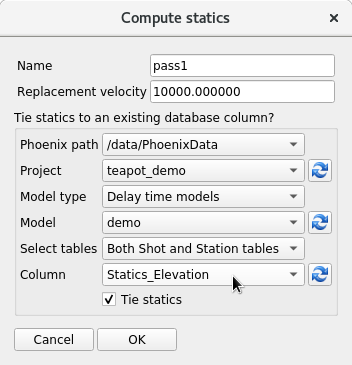 Compute statics
Name pass1
Replacement velocity 10000.000000
Tie statics to an existing database column?
Phoenix path /data/PhoenixData
Project teapot_demo
Model type Delay time models
Model demo
Select tables Both Shot and Station tables
Column Statics_Elevation
Tie statics
Cancel OK